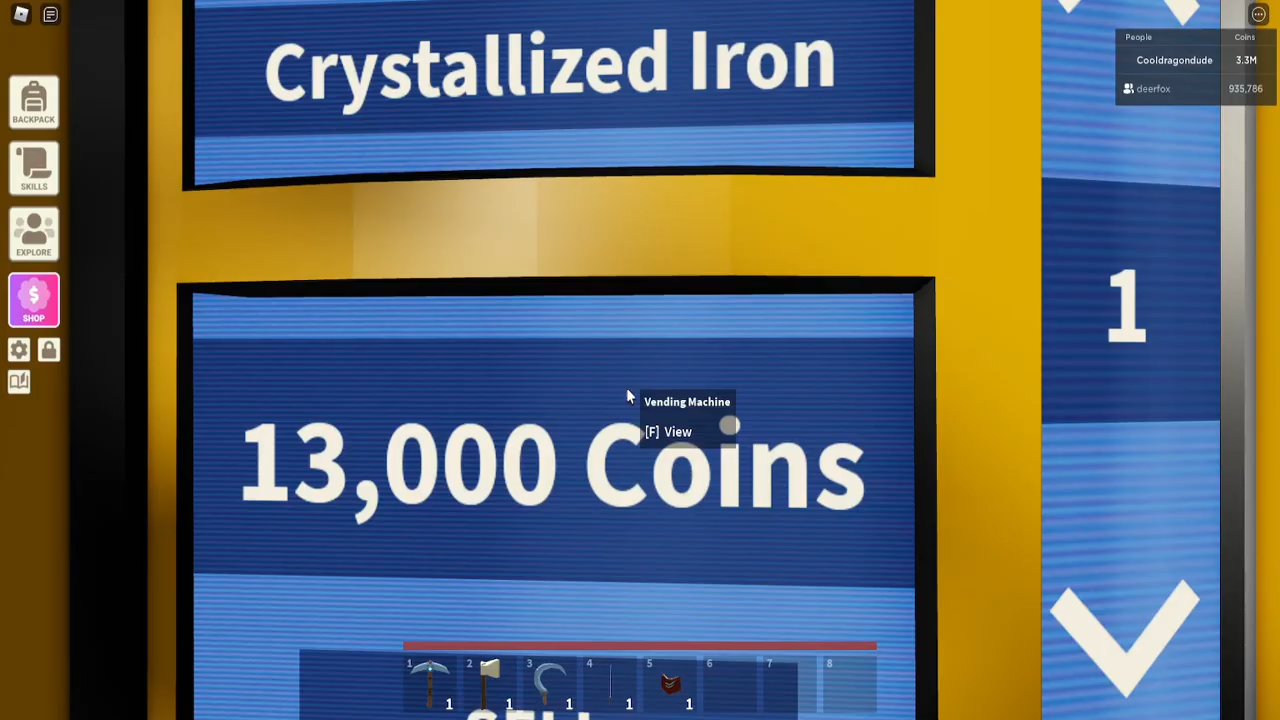 Crystallized Iron
People Coins
Cooldragondude 3.3M
deerfox 935,786
BACKPACK
SKILLS
EXPLORE
$
SHOP
1
Vending Machine
[F] View
13,000 Coins
1 2 3 4 5 6 7 8
1 1 1 1 1
SELL